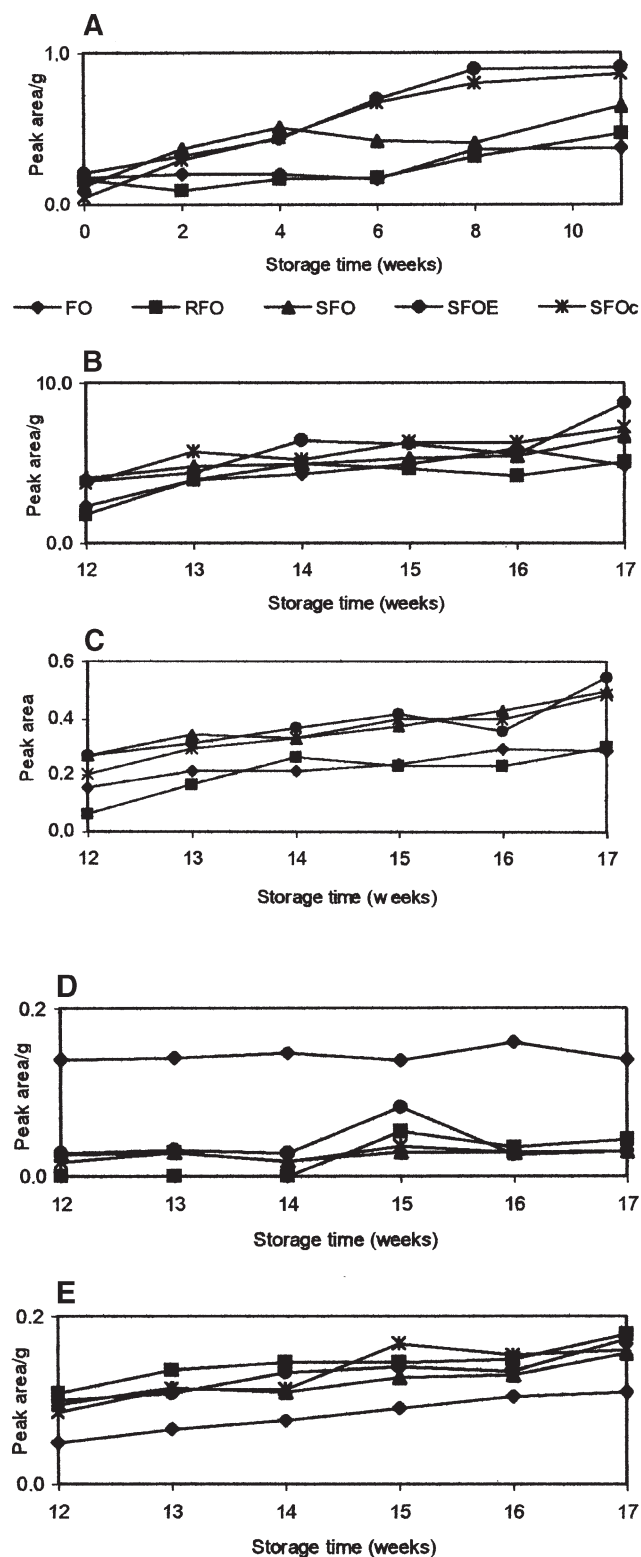 A
1.0
Peak area/g
0.0
0 2 4 6 8 10
Storage time (weeks)
FO RFO SFO SFOE SFOc
B
10.0
Peak area/g
0.0
12 13 14 15 16 17
Storage time (weeks)
C
0.6
0.4
Peak area
0.2
0.0
12 13 14 15 16 17
Storage time (weeks)
D
0.2
Peak area/g
0.0
12 13 14 15 16 17
Storage time (weeks)
E
0.2
Peak area/g
0.0
12 13 14 15 16 17
Storage time (weeks)